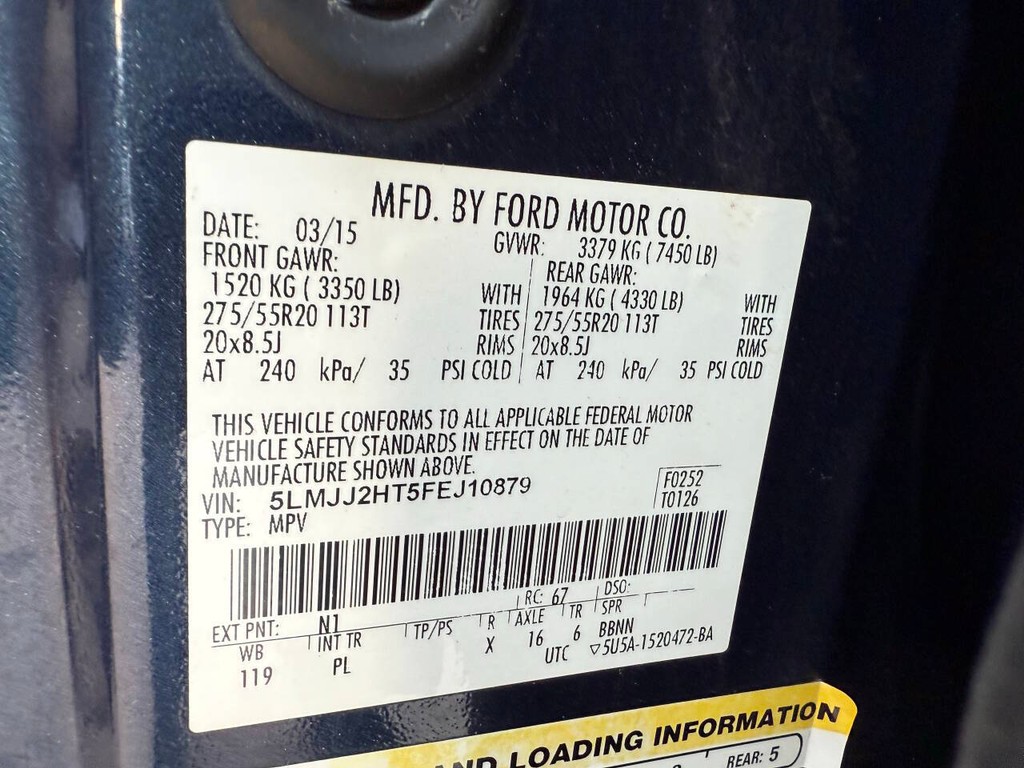 MFD. BY FORD MOTOR CO.
DATE: 03/15 GVWR: 3379 KG ( 7450 LB)
FRONT GAWR: REAR GAWR:
1520 KG ( 3350 LB) WITH 1964 KG ( 4330 LB) WITH
275/55R20 113T TIRES 275/55R20 113T TIRES
20x8.5J RIMS 20x8.5J RIMS
AT 240 kPa/ 35 PSI COLD AT 240 kPa/ 35 PSI COLD
THIS VEHICLE CONFORMS TO ALL APPLICABLE FEDERAL MOTOR
VEHICLE SAFETY STANDARDS IN EFFECT ON THE DATE OF
MANUFACTURE SHOWN ABOVE.
VIN: 5LMJJ2HT5FEJ10879 F0252
TYPE: MPV T0126
EXT PNT: N1 RC: 67 DSO:
WB INT TR TP/PS R AXLE TR SPR
119 PL X 16 6 BBNN
UTC ▽5U5A-1520472-BA
AND LOADING INFORMATION
REAR: 5